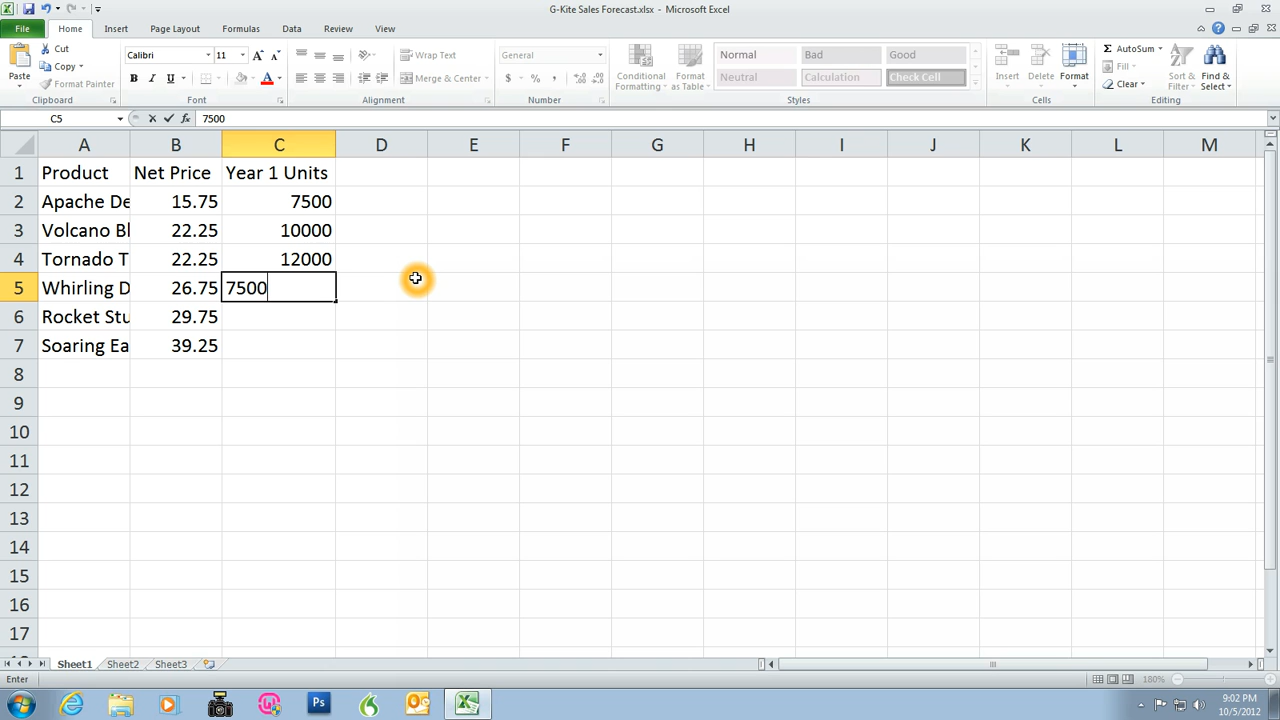 G-Kite Sales Forecast.xlsx - Microsoft Excel
File Home Insert Page Layout Formulas Data Review View
Paste
Cut
Copy
Format Painter
Clipboard
Calibri 11
B I U A
Font
Wrap Text
Merge & Center
Alignment
General
$ % ,
Number
Conditional Formatting
Format as Table
Normal Bad Good
Neutral Calculation Check Cell
Styles
Insert Delete Format
Cells
AutoSum
Fill
Clear
Sort & Filter
Find & Select
Editing
C5 fx 7500
A B C D E F G H I J K L M
1 Product Net Price Year 1 Units
2 Apache De 15.75 7500
3 Volcano Bl 22.25 10000
4 Tornado T 22.25 12000
5 Whirling D 26.75 7500
6 Rocket Stu 29.75
7 Soaring Ea 39.25
8
9
10
11
12
13
14
15
16
17
Sheet1 Sheet2 Sheet3
Enter 180%
Ps
9:02 PM
10/5/2012